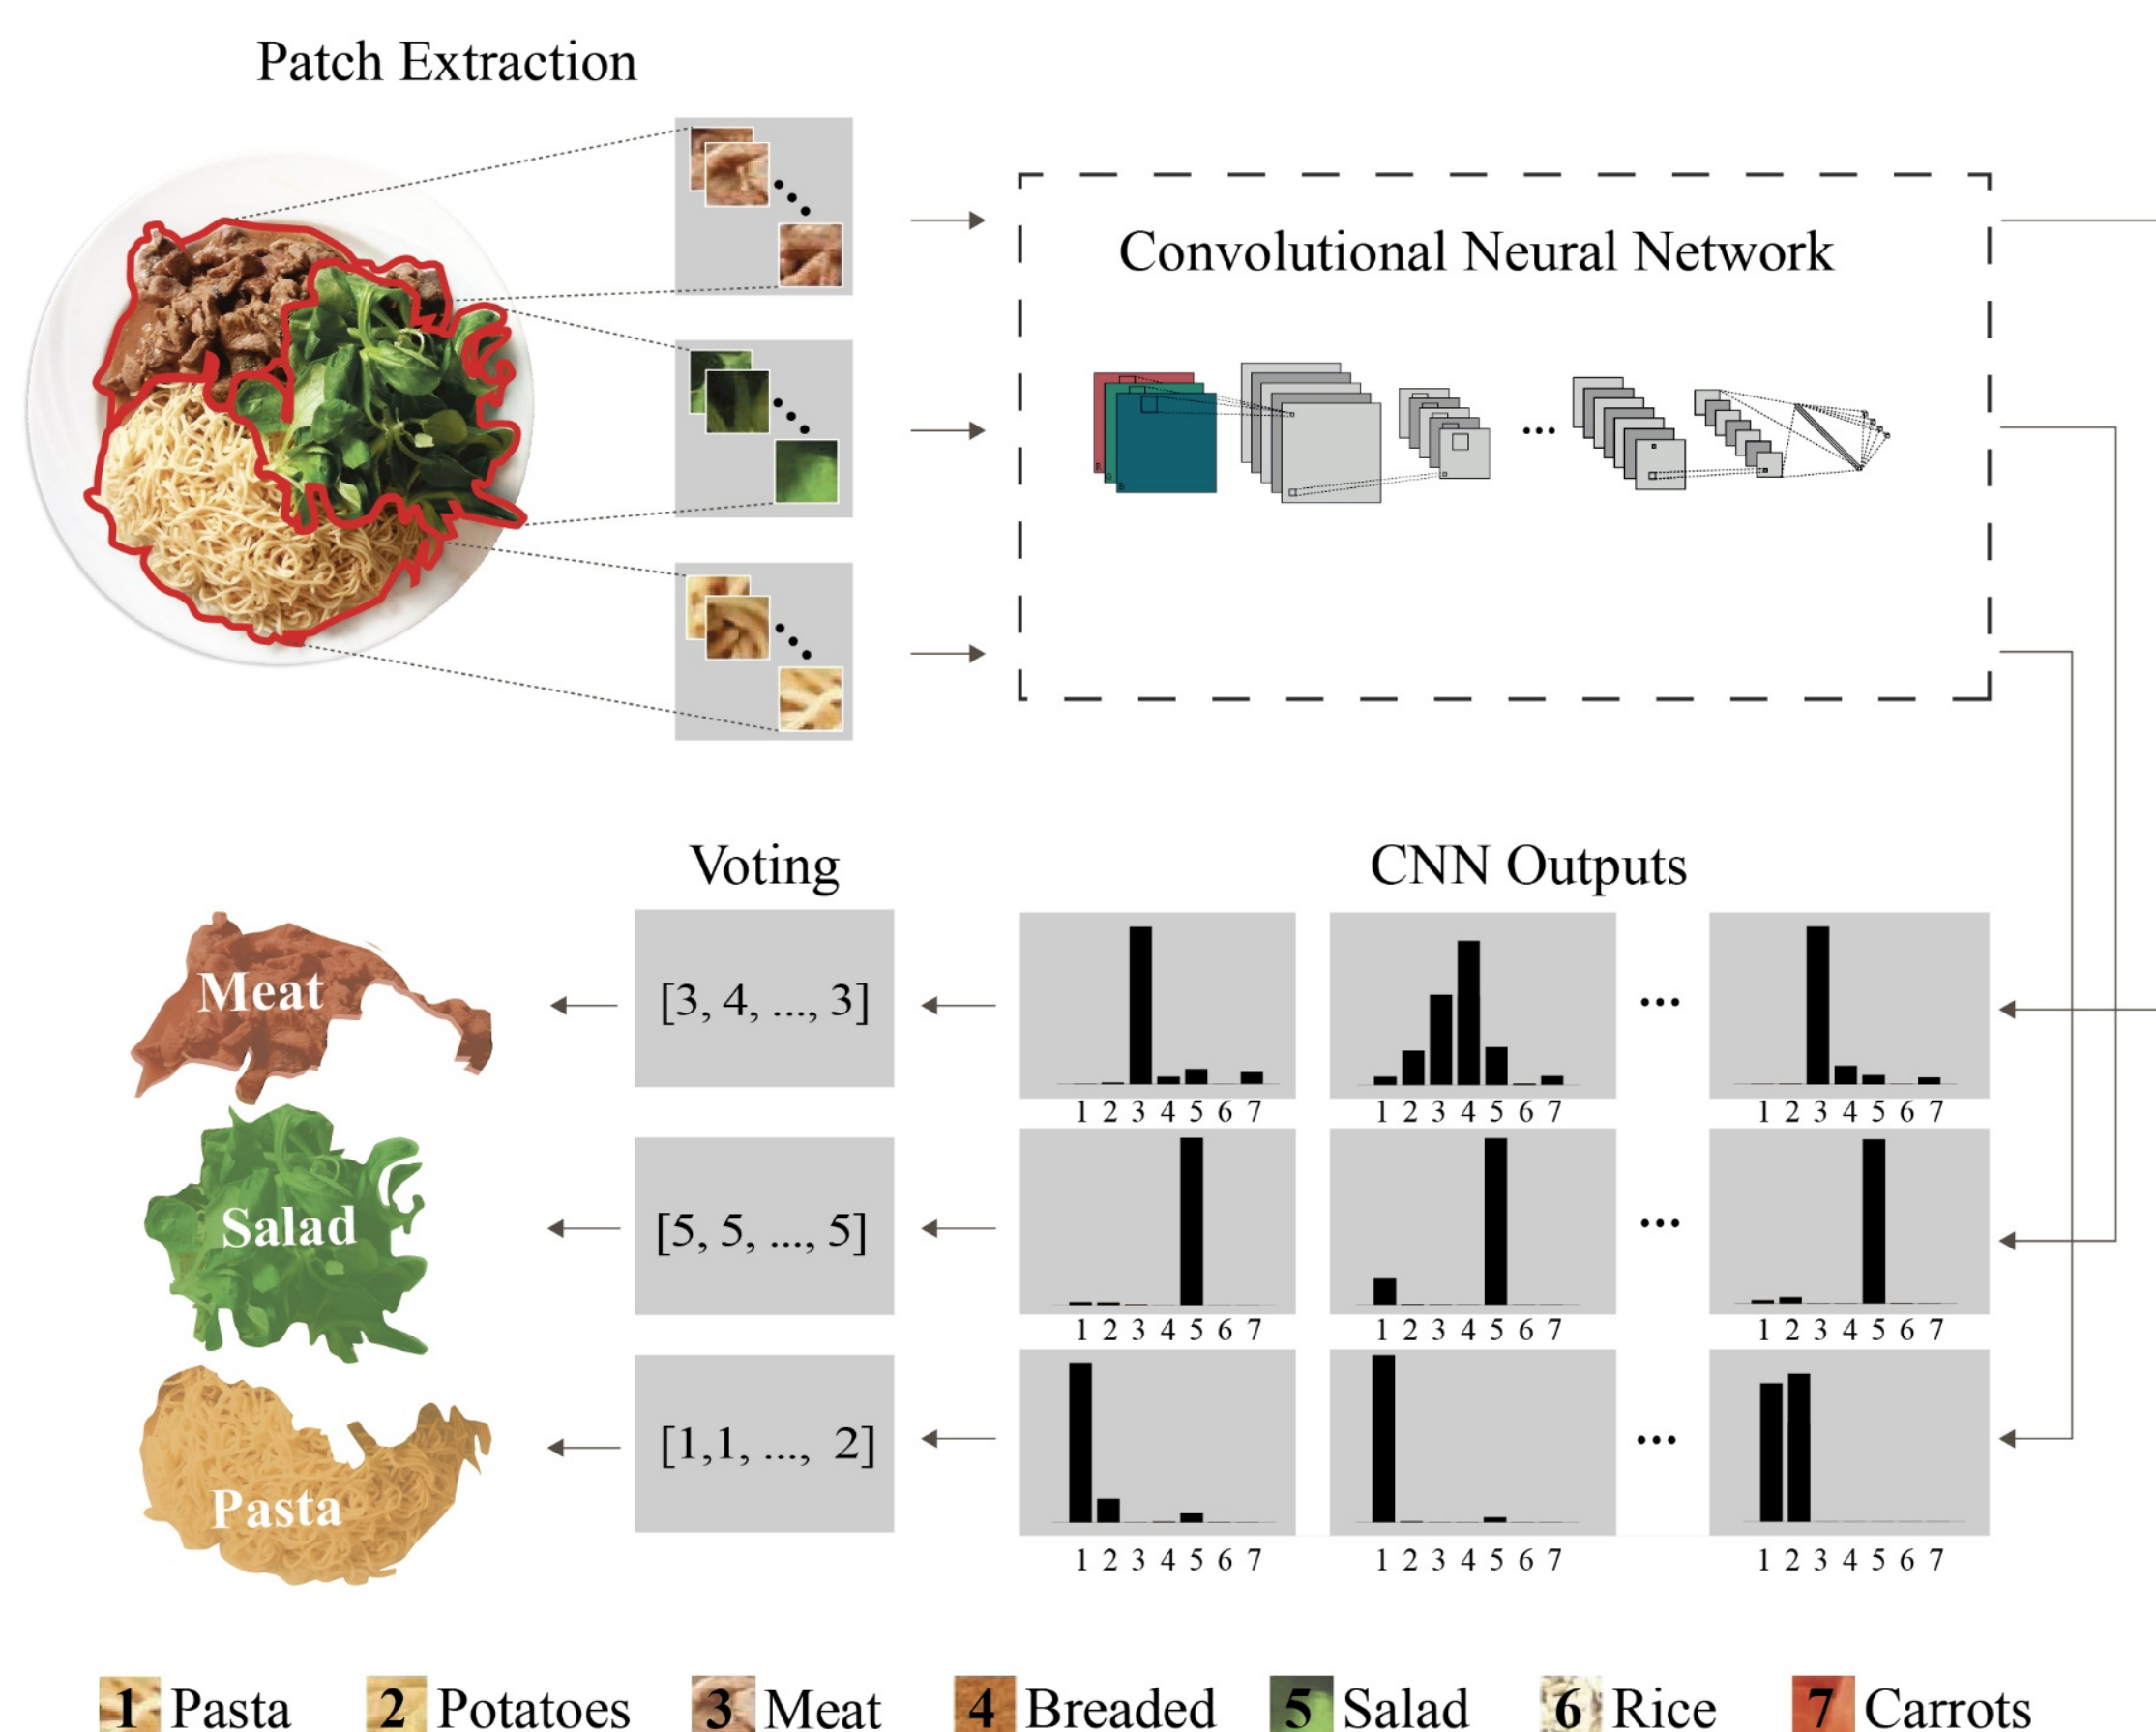 Patch Extraction
Convolutional Neural Network
...
Voting
CNN Outputs
Meat
[3, 4, ..., 3]
...
1 2 3 4 5 6 7
1 2 3 4 5 6 7
1 2 3 4 5 6 7
Salad
[5, 5, ..., 5]
...
1 2 3 4 5 6 7
1 2 3 4 5 6 7
1 2 3 4 5 6 7
Pasta
[1,1, ..., 2]
...
1 2 3 4 5 6 7
1 2 3 4 5 6 7
1 2 3 4 5 6 7
1 Pasta
2 Potatoes
3 Meat
4 Breaded
5 Salad
6 Rice
7 Carrots